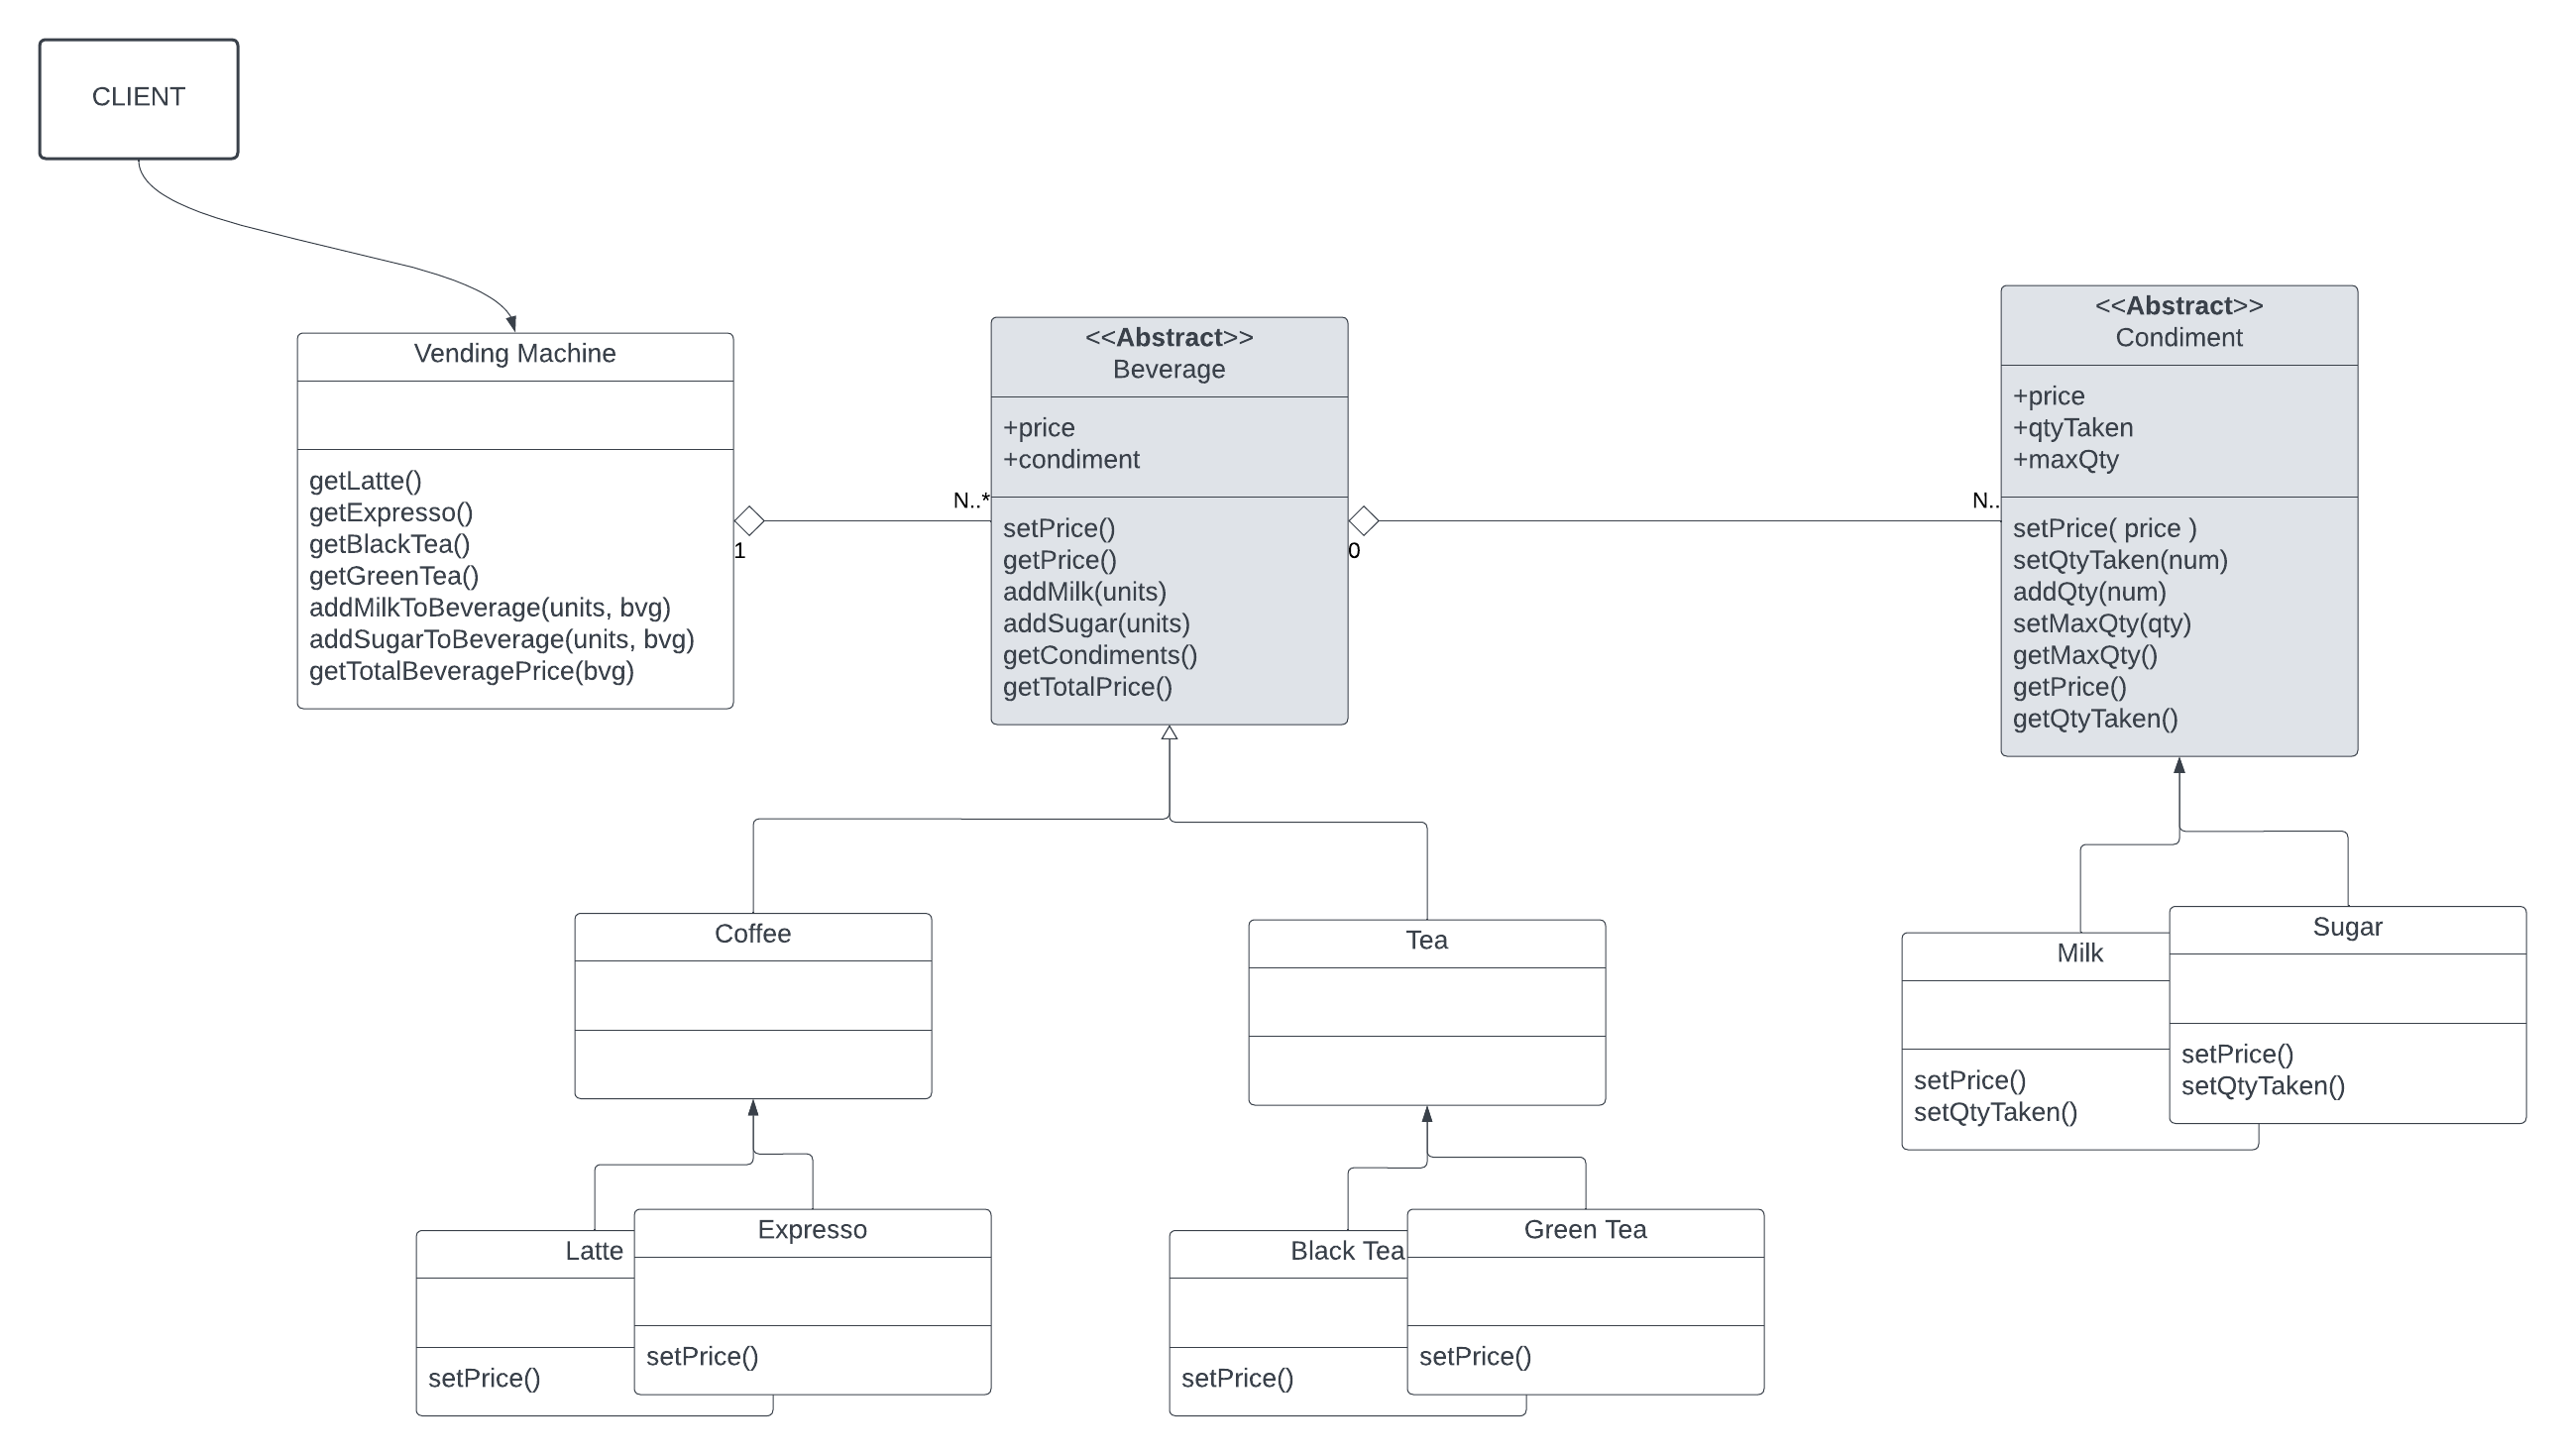 CLIENT
Vending Machine
getLatte()
getExpresso()
getBlackTea()
getGreenTea()
addMilkToBeverage(units, bvg)
addSugarToBeverage(units, bvg)
getTotalBeveragePrice(bvg)
1
N..*
<<Abstract>>
Beverage
+price
+condiment
setPrice()
getPrice()
addMilk(units)
addSugar(units)
getCondiments()
getTotalPrice()
0
N..
<<Abstract>>
Condiment
+price
+qtyTaken
+maxQty
setPrice( price )
setQtyTaken(num)
addQty(num)
setMaxQty(qty)
getMaxQty()
getPrice()
getQtyTaken()
Coffee
Tea
Milk
setPrice()
setQtyTaken()
Sugar
setPrice()
setQtyTaken()
Latte
setPrice()
Expresso
setPrice()
Black Tea
setPrice()
Green Tea
setPrice()